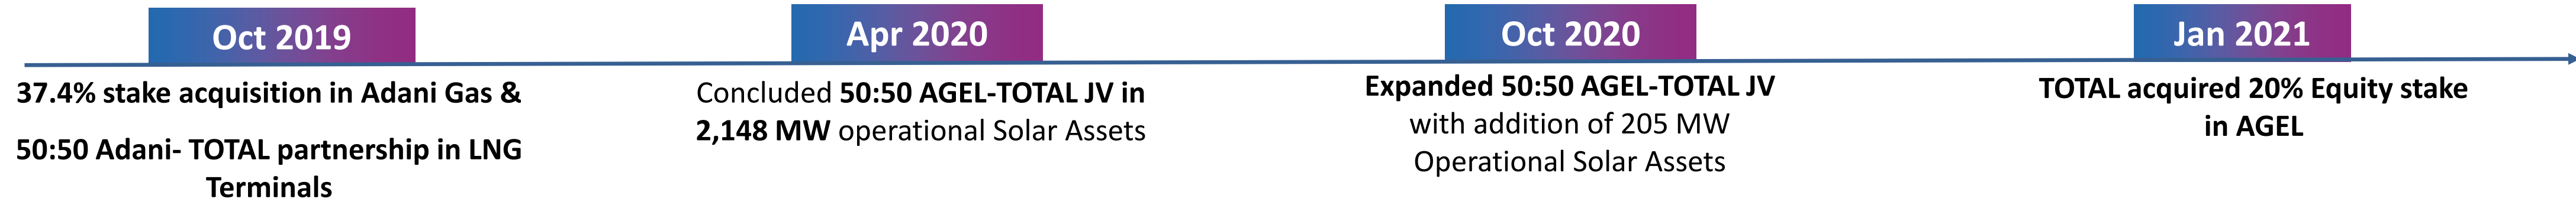 Oct 2019
37.4% stake acquisition in Adani Gas &
50:50 Adani- TOTAL partnership in LNG
Terminals
Apr 2020
Concluded 50:50 AGEL-TOTAL JV in
2,148 MW operational Solar Assets
Oct 2020
Expanded 50:50 AGEL-TOTAL JV
with addition of 205 MW
Operational Solar Assets
Jan 2021
TOTAL acquired 20% Equity stake
in AGEL